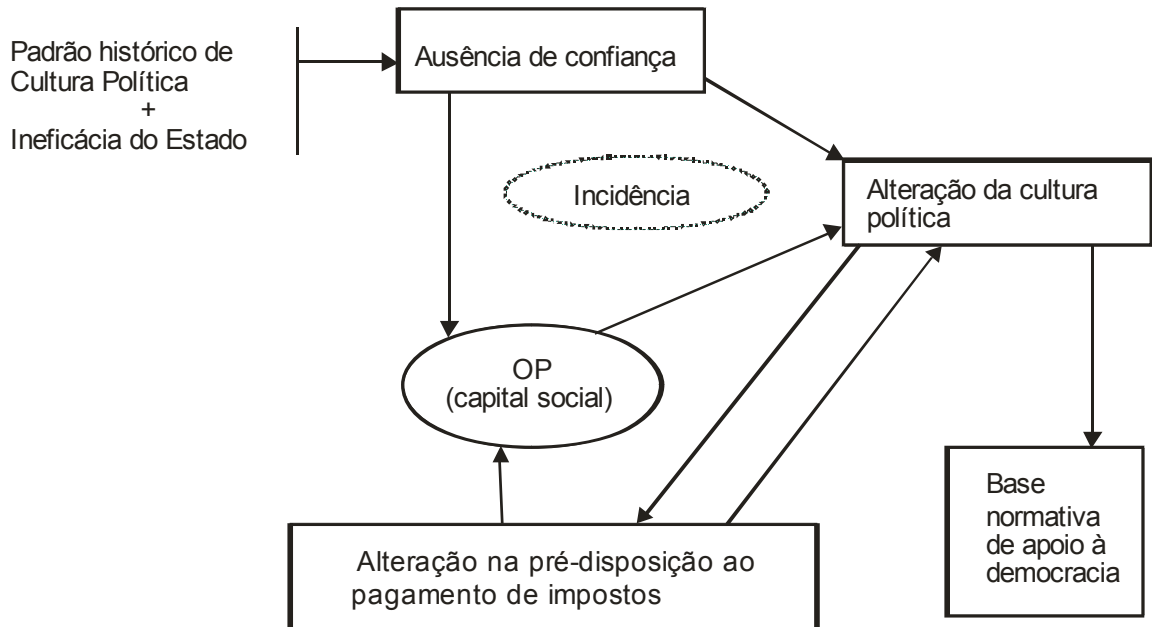 Padrão histórico de
Cultura Política
+
Ineficácia do Estado
Ausência de confiança
Incidência
Alteração da cultura
política
OP
(capital social)
Base
normativa
de apoio à
democracia
Alteração na pré-disposição ao
pagamento de impostos